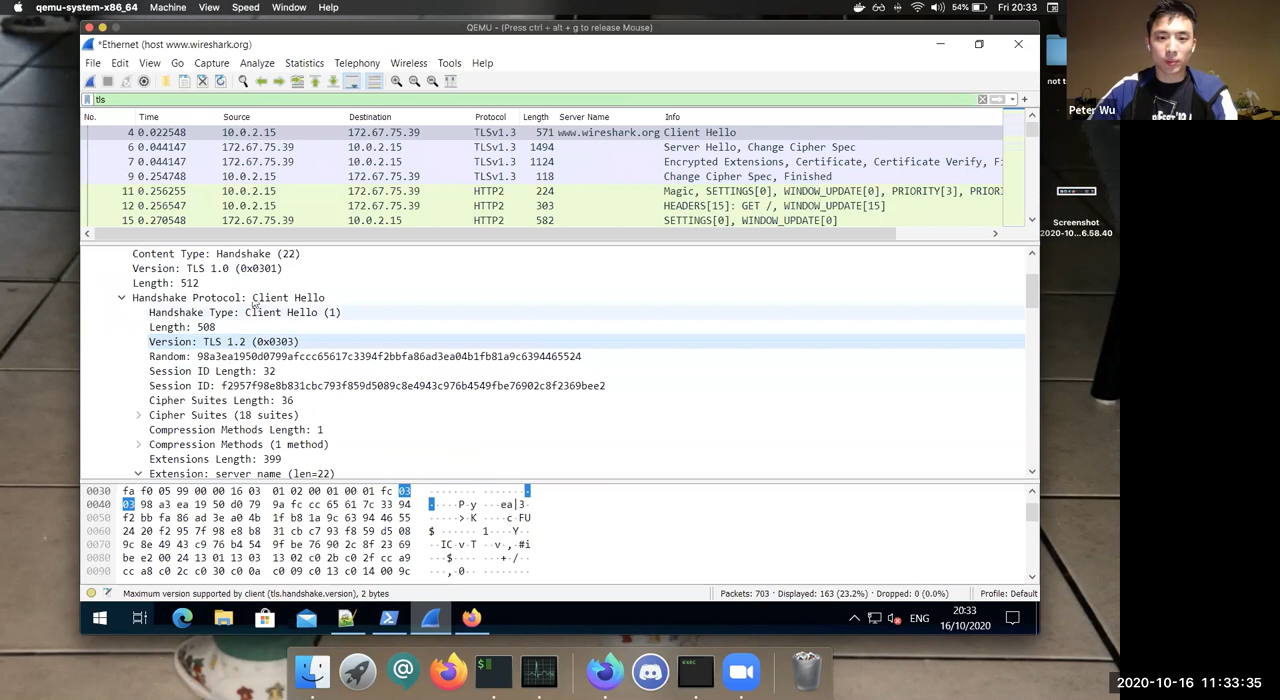 qemu-system-x86_64 Machine View Speed Window Help 54% Fri 20:33
QEMU - (Press ctrl + alt + g to release Mouse)
*Ethernet (host www.wireshark.org)
File Edit View Go Capture Analyze Statistics Telephony Wireless Tools Help
tls
No. Time Source Destination Protocol Length Server Name Info
4 0.022548 10.0.2.15 172.67.75.39 TLSv1.3 571 www.wireshark.org Client Hello
6 0.044147 172.67.75.39 10.0.2.15 TLSv1.3 1494 Server Hello, Change Cipher Spec
7 0.044147 172.67.75.39 10.0.2.15 TLSv1.3 1124 Encrypted Extensions, Certificate, Certificate Verify, Fi
9 0.254748 10.0.2.15 172.67.75.39 TLSv1.3 118 Change Cipher Spec, Finished
11 0.256255 10.0.2.15 172.67.75.39 HTTP2 224 Magic, SETTINGS[0], WINDOW_UPDATE[0], PRIORITY[3], PRIOR
12 0.256547 10.0.2.15 172.67.75.39 HTTP2 303 HEADERS[15]: GET /, WINDOW_UPDATE[15]
15 0.270548 172.67.75.39 10.0.2.15 HTTP2 582 SETTINGS[0], WINDOW_UPDATE[0]
Content Type: Handshake (22)
Version: TLS 1.0 (0x0301)
Length: 512
Handshake Protocol: Client Hello
Handshake Type: Client Hello (1)
Length: 508
Version: TLS 1.2 (0x0303)
Random: 98a3ea1950d0799afccc65617c3394f2bbfa86ad3ea04b1fb81a9c6394465524
Session ID Length: 32
Session ID: f2957f98e8b831cbc793f859d5089c8e4943c976b4549fbe76902c8f2369bee2
Cipher Suites Length: 36
Cipher Suites (18 suites)
Compression Methods Length: 1
Compression Methods (1 method)
Extensions Length: 399
Extension: server name (len=22)
0030 fa f0 05 99 00 00 16 03 01 02 00 01 00 01 fc 03
0040 03 98 a3 ea 19 50 d0 79 9a fc cc 65 61 7c 33 94 ·····P·y ···ea|3·
0050 f2 bb fa 86 ad 3e a0 4b 1f b8 1a 9c 63 94 46 55 ·····>·K ····c·FU
0060 24 20 f2 95 7f 98 e8 b8 31 cb c7 93 f8 59 d5 08 $ ······ 1····Y··
0070 9c 8e 49 43 c9 76 b4 54 9f be 76 90 2c 8f 23 69 ··IC·v·T ··v·,·#i
0080 be e2 00 24 13 01 13 03 13 02 c0 2b c0 2f cc a9 ···$···· ···+·/··
0090 cc a8 c0 2c c0 30 c0 0a c0 09 c0 13 c0 14 00 9c ···,·0·· ········
Maximum version supported by client (tls.handshake.version), 2 bytes Packets: 703 · Displayed: 163 (23.2%) · Dropped: 0 (0.0%) Profile: Default
ENG 20:33
16/10/2020
Peter Wu
not t
Screenshot
2020-10...6.58.40
$
exec
2020-10-16 11:33:35